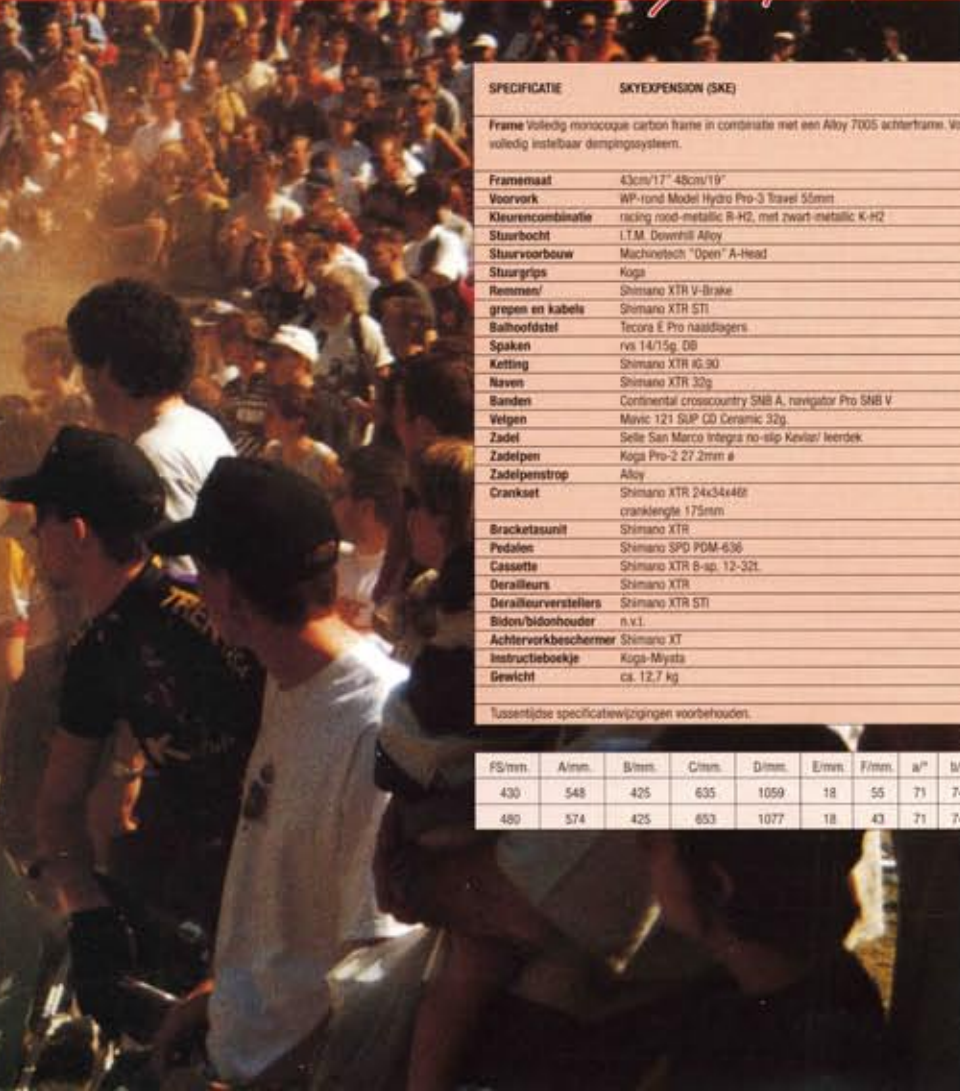 SPECIFICATIE SKYEXPENSION (SKE)
Frame Volledig monocoque carbon frame in combinatie met een Alloy 7005 achterframe.
volledig instelbaar dempingssysteem.
Framemaat 43cm/17" 48cm/19"
Voorvork WP-rond Model Hydro Pro-3 Travel 55mm
Kleurencombinatie racing rood-metallic R-H2, met zwart-metallic K-H2
Stuurbocht I.T.M. Downhill Alloy
Stuurvoorbouw Machinetech "Open" A-Head
Stuurgrips Koga
Remmen/ Shimano XTR V-Brake
grepen en kabels Shimano XTR STI
Balhoofdstel Tecora E Pro naaldlagers
Spaken rvs 14/15g. DB
Ketting Shimano XTR IG.90
Naven Shimano XTR 32g
Banden Continental crosscountry SNB A, navigator Pro SNB V
Velgen Mavic 121 SUP CD Ceramic 32g.
Zadel Selle San Marco Integra no-slip Kevlar/ leerdek
Zadelpen Koga Pro-2 27.2mm ø
Zadelpenstrop Alloy
Crankset Shimano XTR 24x34x46t
cranklengte 175mm
Bracketasunit Shimano XTR
Pedalen Shimano SPD PDM-636
Cassette Shimano XTR 8-sp. 12-32t.
Derailleurs Shimano XTR
Derailleurverstellers Shimano XTR STI
Bidon/bidonhouder n.v.t.
Achtervorkbeschermer Shimano XT
Instructieboekje Koga-Miyata
Gewicht ca. 12,7 kg
Tussentijdse specificatiewijzigingen voorbehouden.
FS/mm. A/mm. B/mm. C/mm. D/mm. E/mm. F/mm. a/°
430 548 425 635 1059 18 55 71
480 574 425 653 1077 18 43 71